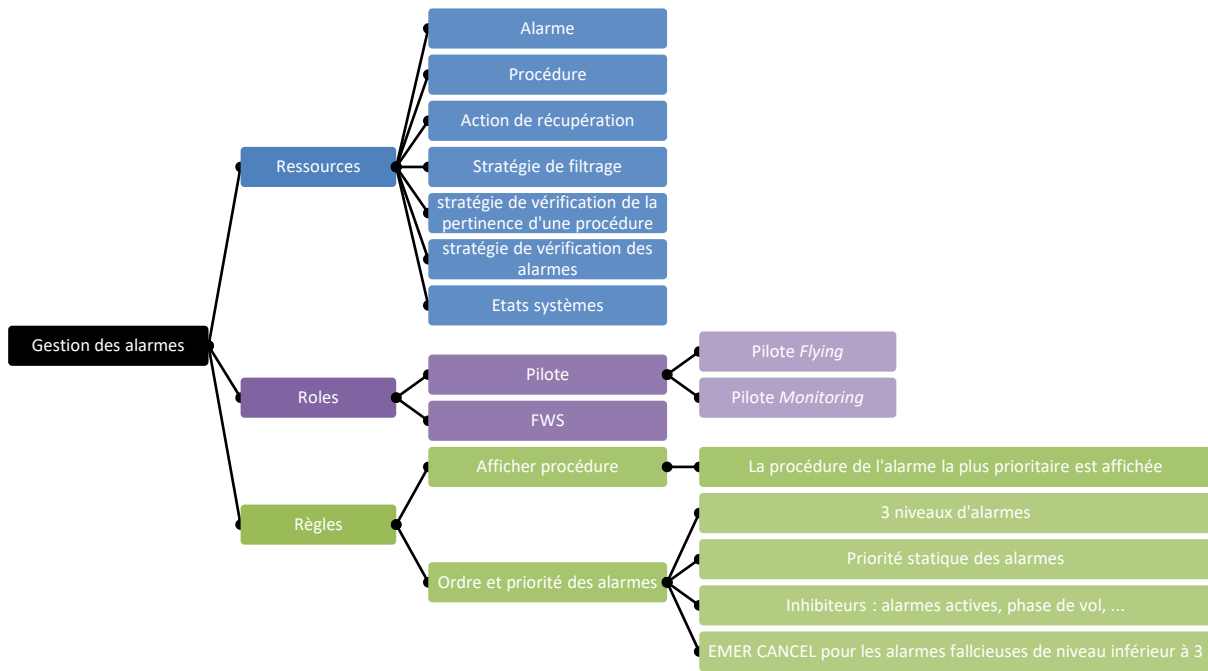 Alarme
Procédure
Action de récupération
Ressources
Stratégie de filtrage
stratégie de vérification de la
pertinence d'une procédure
stratégie de vérification des
alarmes
Etats systèmes
Gestion des alarmes
Pilote Flying
Pilote
Pilote Monitoring
Roles
FWS
Afficher procédure
La procédure de l'alarme la plus prioritaire est affichée
Règles
3 niveaux d'alarmes
Priorité statique des alarmes
Ordre et priorité des alarmes
Inhibiteurs : alarmes actives, phase de vol, ...
EMER CANCEL pour les alarmes fallcieuses de niveau inférieur à 3